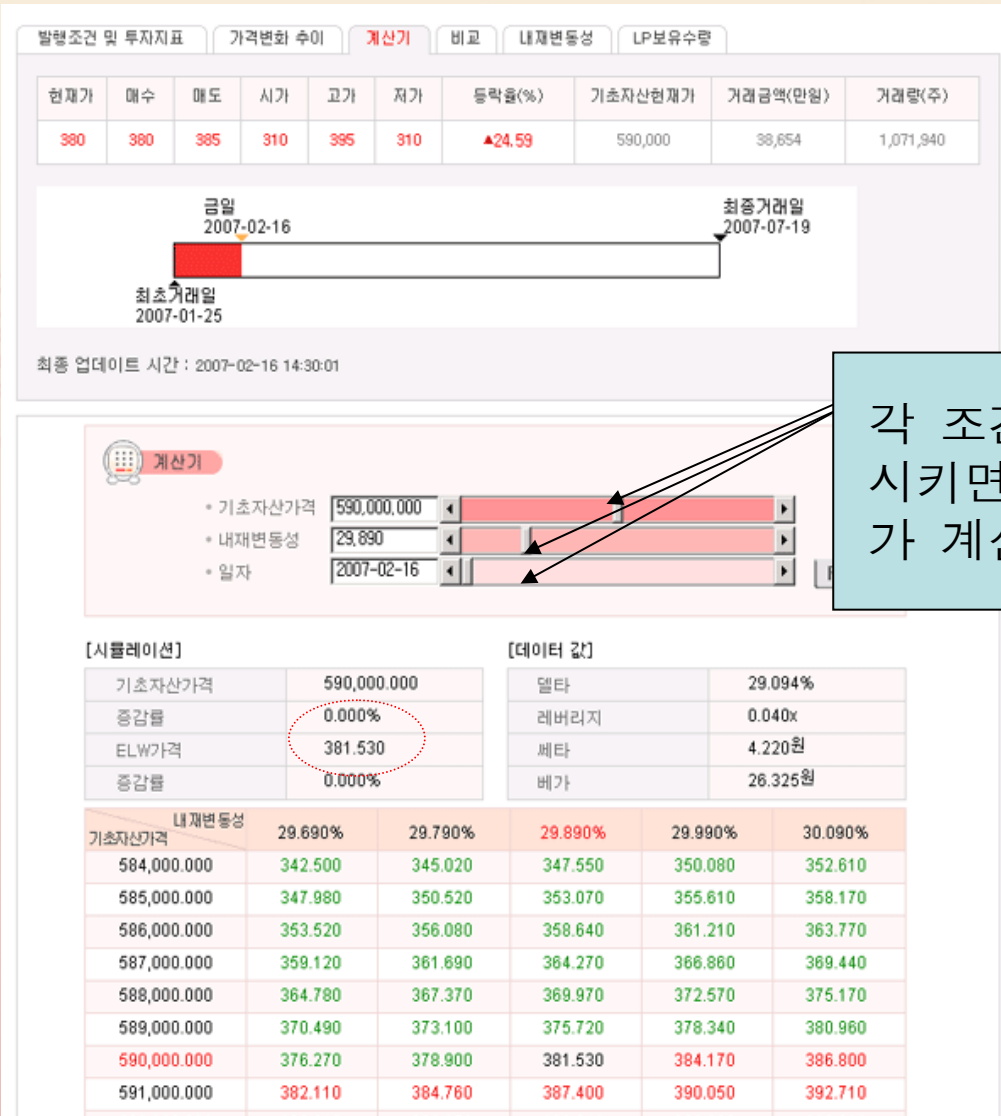 발행조건 및 투자지표 가격변화 추이 계산기 비교 내재변동성 LP보유수량
현재가 매수 매도 시가 고가 저가 등락율(%) 기초자산현재가 거래금액(만원) 거래량(주)
380 380 385 310 395 310 ▲24.59 590,000 38,654 1,071,940
금일 최종거래일
2007-02-16 2007-07-19
최초거래일
2007-01-25
최종 업데이트 시간 : 2007-02-16 14:30:01
각 조
시키면
가 계
계산기
• 기초자산가격 590,000,000
• 내재변동성 29,890
• 일자 2007-02-16
[시뮬레이션] [데이터 값]
기초자산가격 590,000.000 델타 29.094%
증감률 0.000% 레버리지 0.040x
ELW가격 381.530 쎄타 4.220원
증감률 0.000% 베가 26.325원
내재변동성
기초자산가격 29.690% 29.790% 29.890% 29.990% 30.090%
584,000.000 342.500 345.020 347.550 350.080 352.610
585,000.000 347.980 350.520 353.070 355.610 358.170
586,000.000 353.520 356.080 358.640 361.210 363.770
587,000.000 359.120 361.690 364.270 366.860 369.440
588,000.000 364.780 367.370 369.970 372.570 375.170
589,000.000 370.490 373.100 375.720 378.340 380.960
590,000.000 376.270 378.900 381.530 384.170 386.800
591,000.000 382.110 384.760 387.400 390.050 392.710